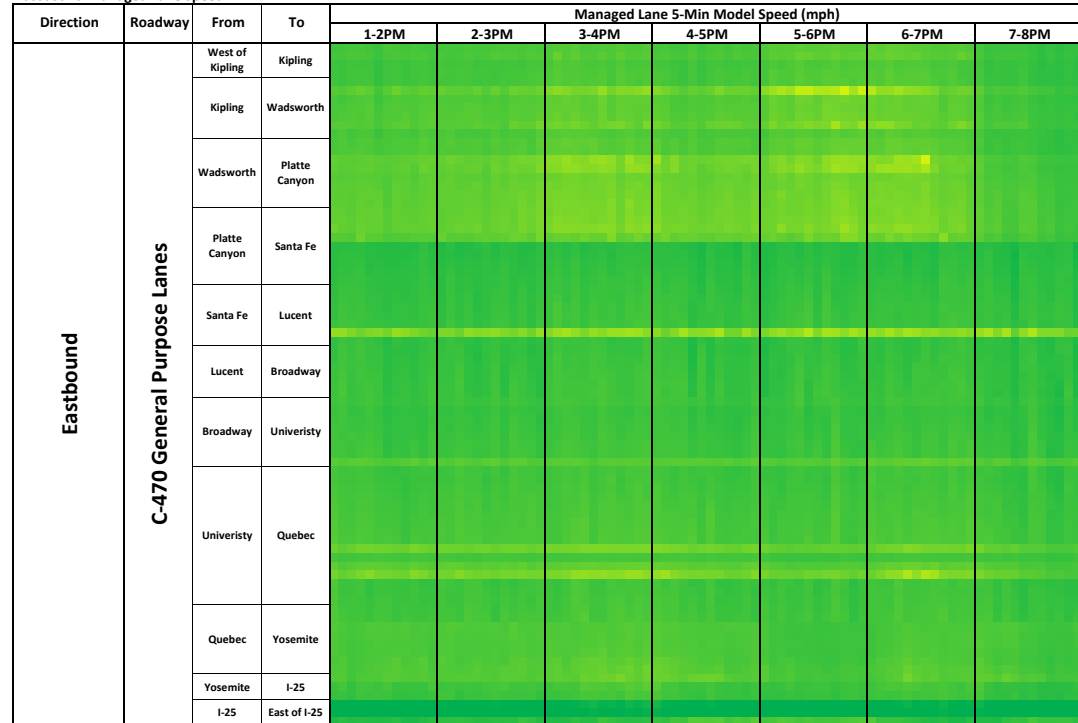 Direction
Roadway
From
To
Managed Lane 5-Min Model Speed (mph)
1-2PM
2-3PM
3-4PM
4-5PM
5-6PM
6-7PM
7-8PM
Eastbound
C-470 General Purpose Lanes
West of
Kipling
Kipling
Kipling
Wadsworth
Wadsworth
Platte
Canyon
Platte
Canyon
Santa Fe
Santa Fe
Lucent
Lucent
Broadway
Broadway
Univeristy
Univeristy
Quebec
Quebec
Yosemite
Yosemite
I-25
I-25
East of I-25